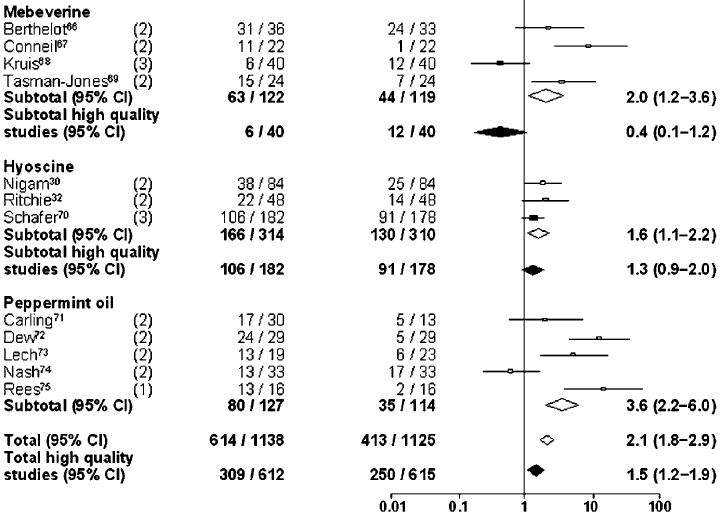 Mebeverine
Berthelot⁶⁶ (2) 31 / 36 24 / 33
Conneil⁶⁷ (2) 11 / 22 1 / 22
Kruis⁶⁸ (3) 6 / 40 12 / 40
Tasman-Jones⁶⁹ (2) 15 / 24 7 / 24
Subtotal (95% CI) 63 / 122 44 / 119 2.0 (1.2–3.6)
Subtotal high quality
studies (95% CI) 6 / 40 12 / 40 0.4 (0.1–1.2)
Hyoscine
Nigam³⁰ (2) 38 / 84 25 / 84
Ritchie³² (2) 22 / 48 14 / 48
Schafer⁷⁰ (3) 106 / 182 91 / 178
Subtotal (95% CI) 166 / 314 130 / 310 1.6 (1.1–2.2)
Subtotal high quality
studies (95% CI) 106 / 182 91 / 178 1.3 (0.9–2.0)
Peppermint oil
Carling⁷¹ (2) 17 / 30 5 / 13
Dew⁷² (2) 24 / 29 5 / 29
Lech⁷³ (2) 13 / 19 6 / 23
Nash⁷⁴ (2) 13 / 33 17 / 33
Rees⁷⁵ (1) 13 / 16 2 / 16
Subtotal (95% CI) 80 / 127 35 / 114 3.6 (2.2–6.0)
Total (95% CI) 614 / 1138 413 / 1125 2.1 (1.8–2.9)
Total high quality
studies (95% CI) 309 / 612 250 / 615 1.5 (1.2–1.9)
0.01 0.1 1 10 100